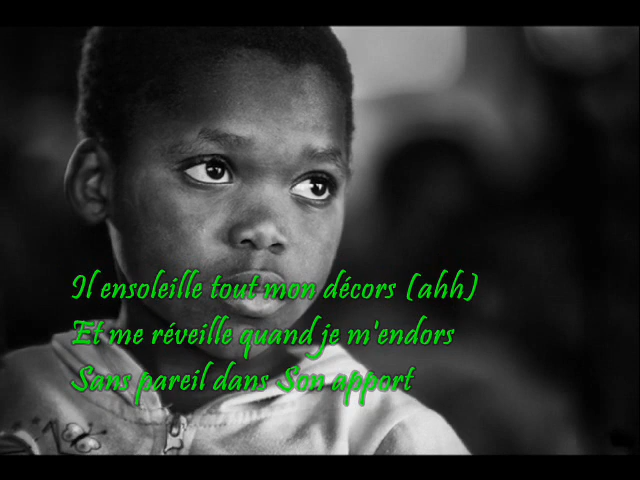 Il ensoleille tout mon décors (ahh)
Et me réveille quand je m'endors
Sans pareil dans Son apport